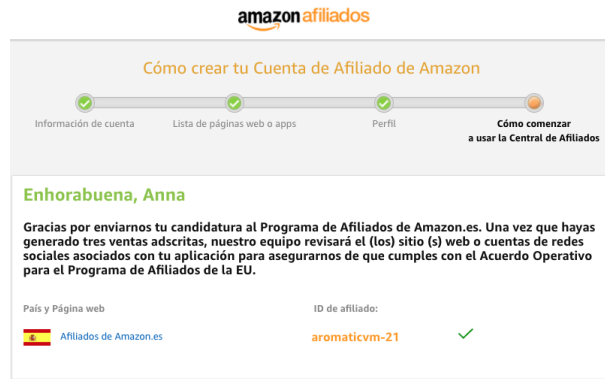 amazon afiliados
Cómo crear tu Cuenta de Afiliado de Amazon
Información de cuenta
Lista de páginas web o apps
Perfil
Cómo comenzar
a usar la Central de Afiliados
Enhorabuena, Anna
Gracias por enviarnos tu candidatura al Programa de Afiliados de Amazon.es. Una vez que hayas
generado tres ventas adscritas, nuestro equipo revisará el (los) sitio (s) web o cuentas de redes
sociales asociados con tu aplicación para asegurarnos de que cumples con el Acuerdo Operativo
para el Programa de Afiliados de la EU.
País y Página web
ID de afiliado:
Afiliados de Amazon.es
aromaticvm-21